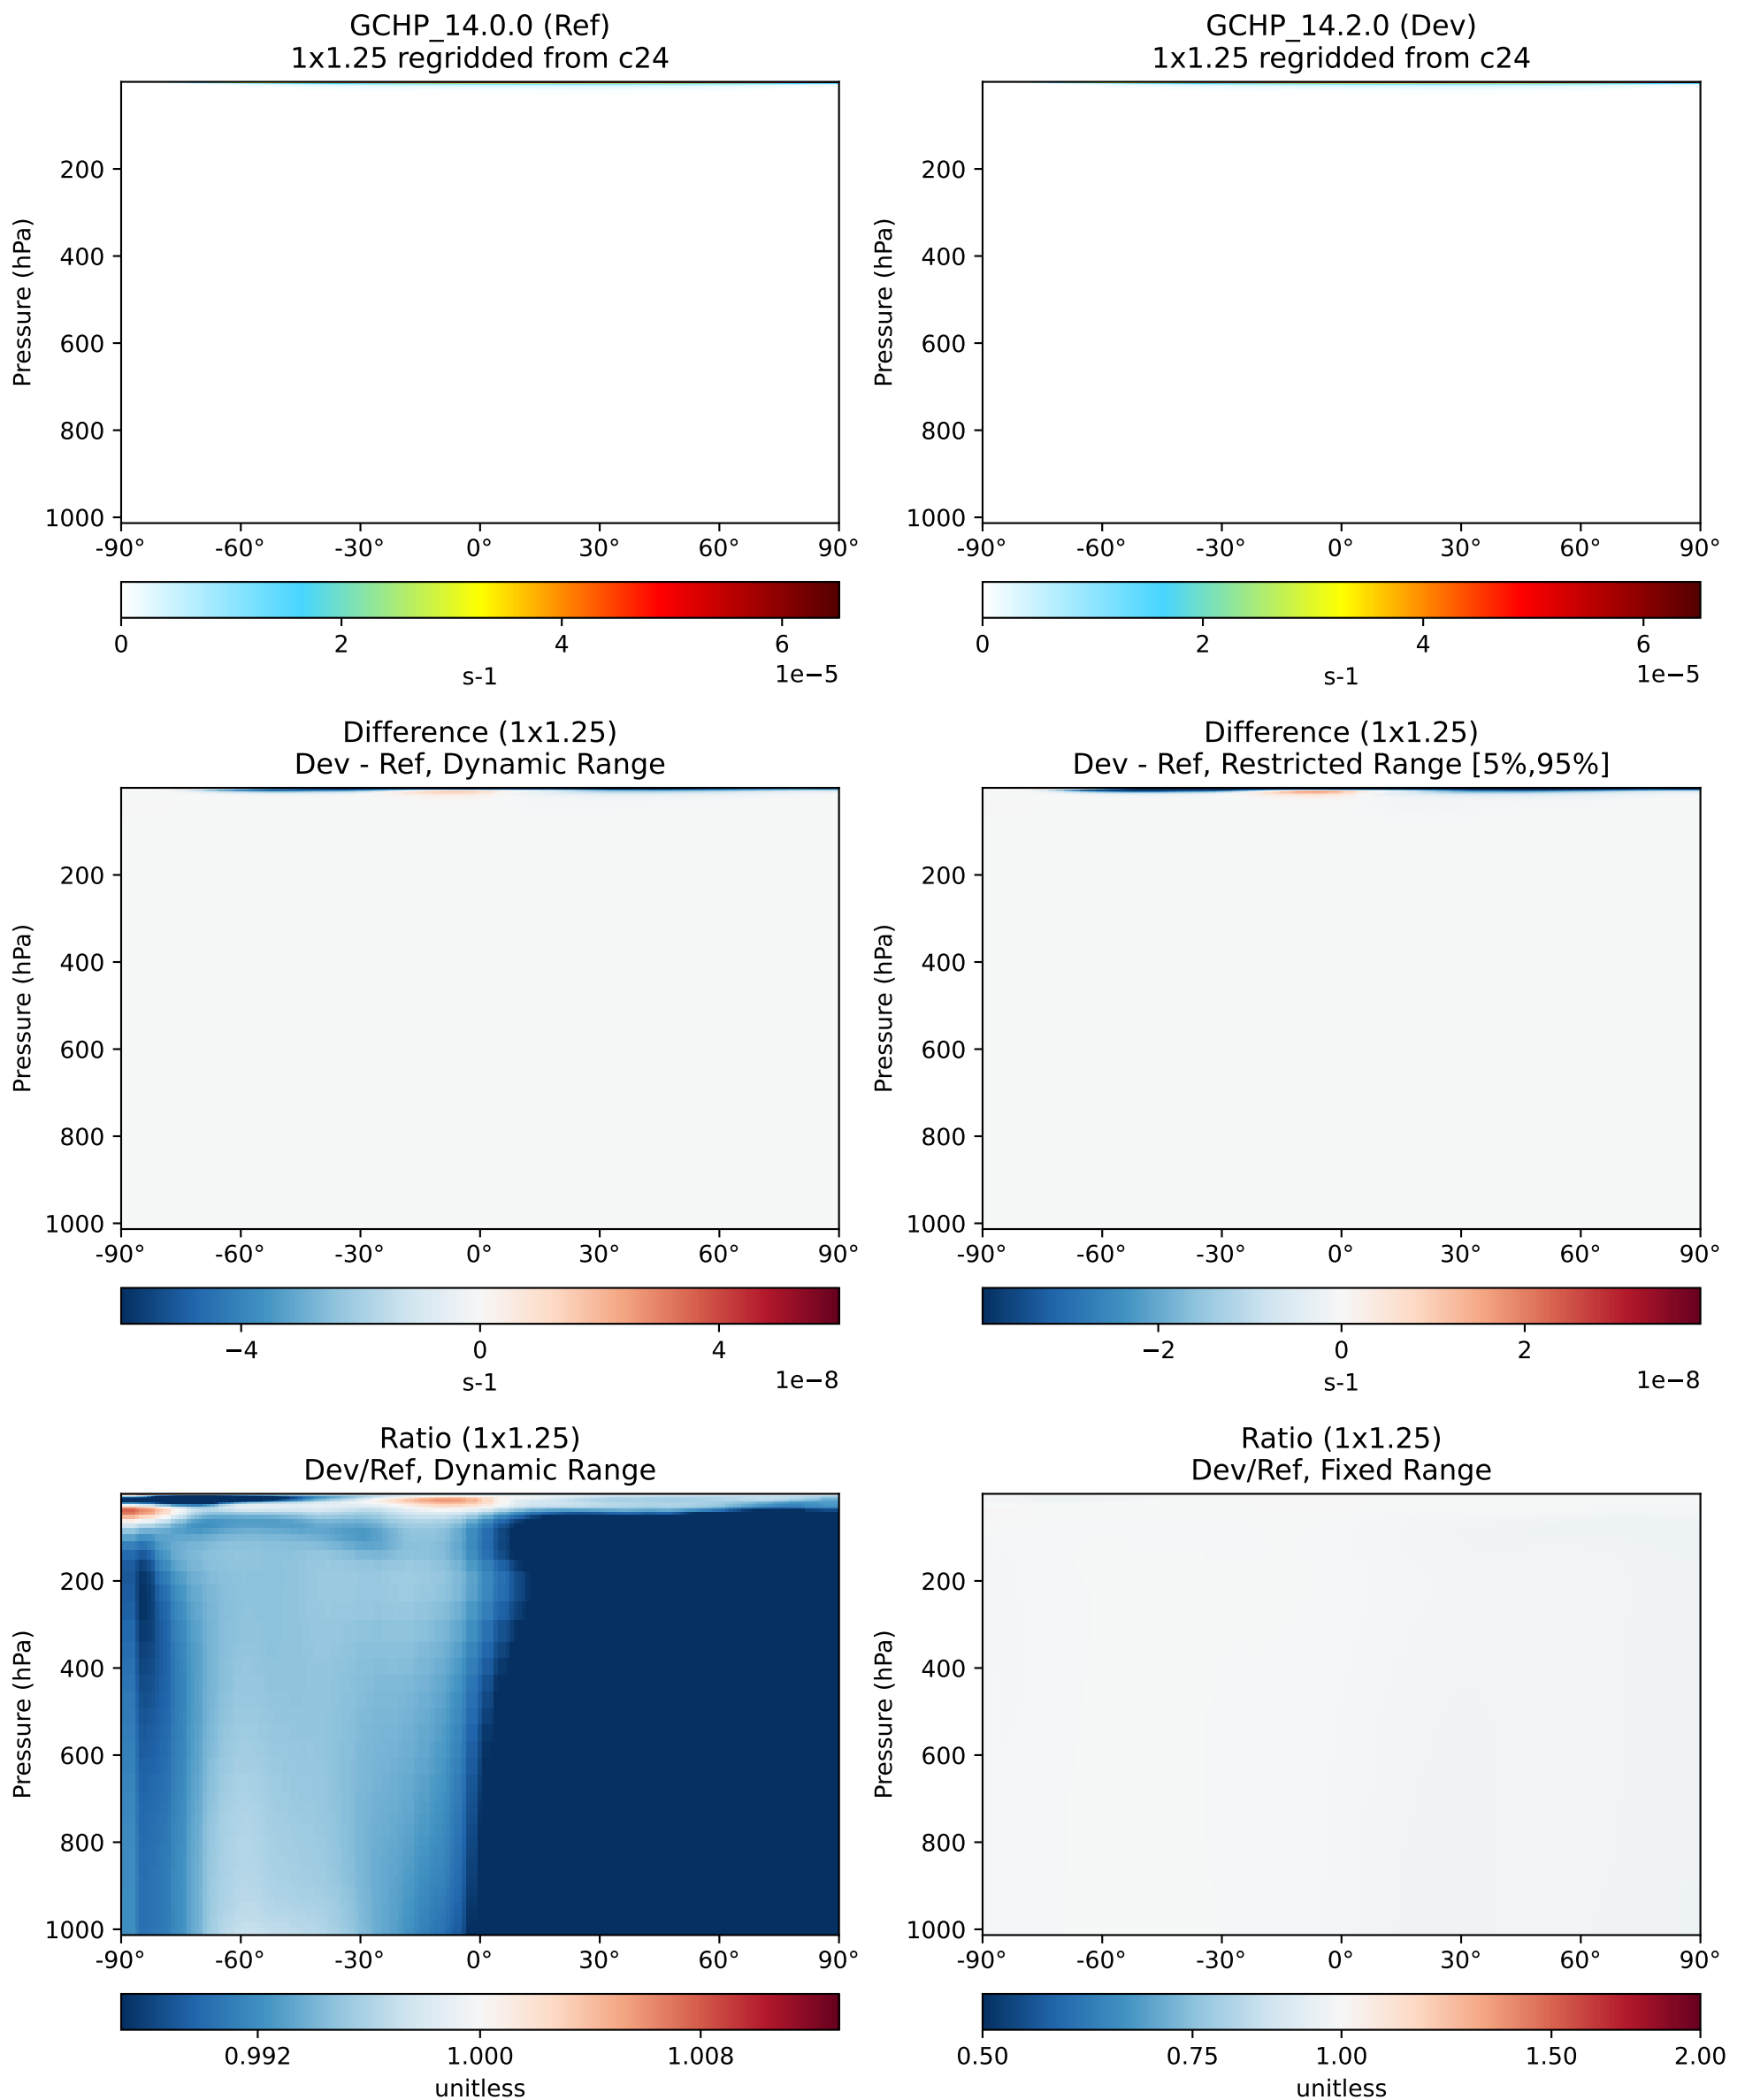 GCHP_14.0.0 (Ref)
1x1.25 regridded from c24
Pressure (hPa)
200
400
600
800
1000
-90° -60° -30° 0° 30° 60° 90°
0 2 4 6
1e−5
s-1
GCHP_14.2.0 (Dev)
1x1.25 regridded from c24
Pressure (hPa)
200
400
600
800
1000
-90° -60° -30° 0° 30° 60° 90°
0 2 4 6
1e−5
s-1
Difference (1x1.25)
Dev - Ref, Dynamic Range
Pressure (hPa)
200
400
600
800
1000
-90° -60° -30° 0° 30° 60° 90°
−4 0 4
1e−8
s-1
Difference (1x1.25)
Dev - Ref, Restricted Range [5%,95%]
Pressure (hPa)
200
400
600
800
1000
-90° -60° -30° 0° 30° 60° 90°
−2 0 2
1e−8
s-1
Ratio (1x1.25)
Dev/Ref, Dynamic Range
Pressure (hPa)
200
400
600
800
1000
-90° -60° -30° 0° 30° 60° 90°
0.992 1.000 1.008
unitless
Ratio (1x1.25)
Dev/Ref, Fixed Range
Pressure (hPa)
200
400
600
800
1000
-90° -60° -30° 0° 30° 60° 90°
0.50 0.75 1.00 1.50 2.00
unitless